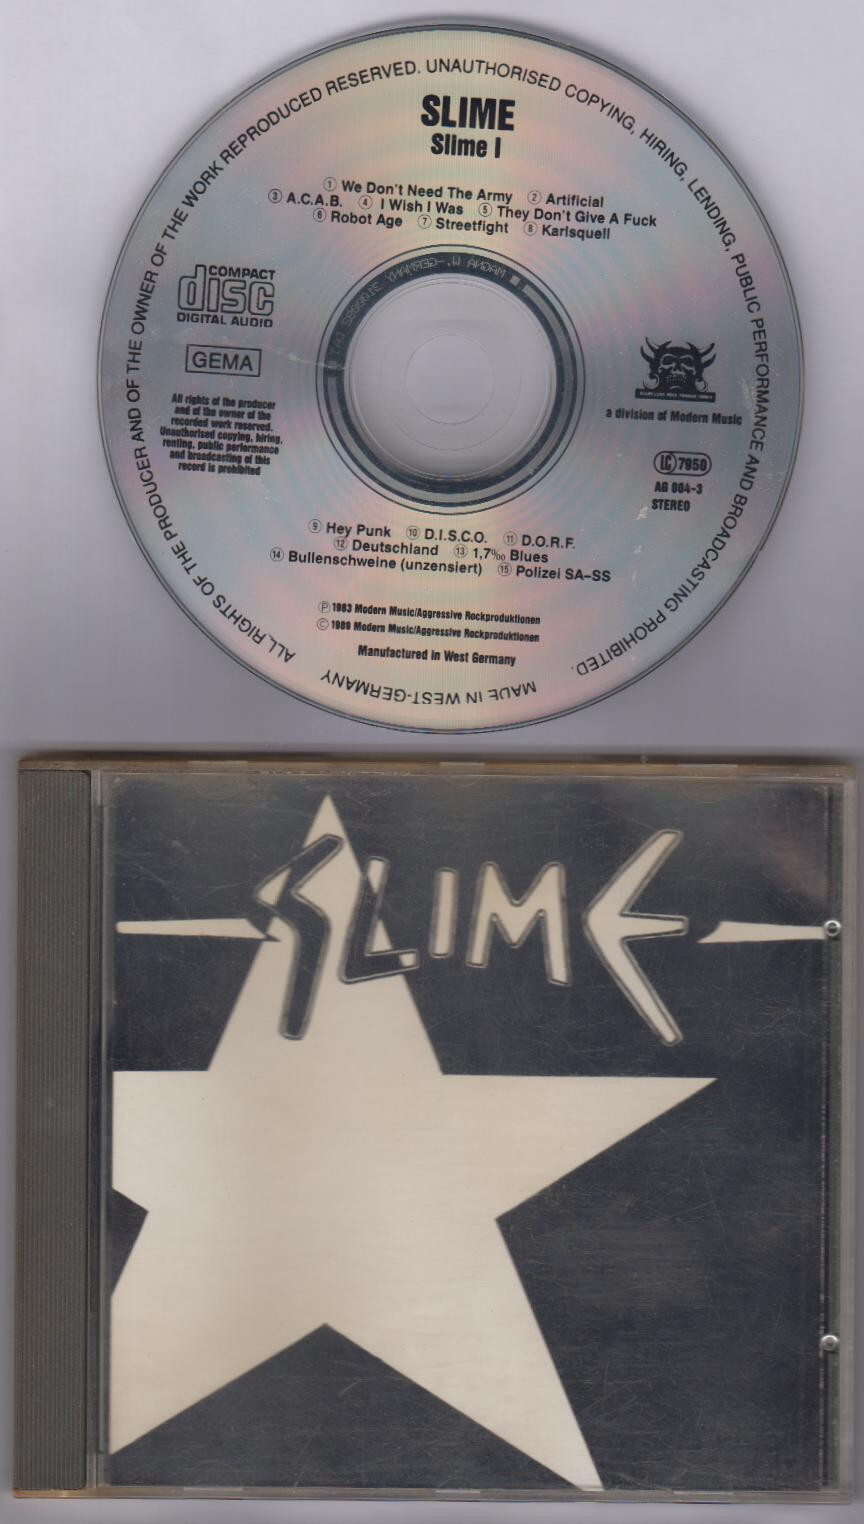 ALL RIGHTS OF THE PRODUCER AND OF THE OWNER OF THE WORK REPRODUCED RESERVED. UNAUTHORISED COPYING, HIRING, LENDING, PUBLIC PERFORMANCE AND BROADCASTING PROHIBITED.
SLIME
Slime I
① We Don't Need The Army ② Artificial
③ A.C.A.B. ④ I Wish I Was ⑤ They Don't Give A Fuck
⑥ Robot Age ⑦ Streetfight ⑧ Karlsquell
MAGNA W.-GERMANY 3100085
COMPACT
disc
DIGITAL AUDIO
GEMA
All rights of the producer
and of the owner of the
recorded work reserved.
Unauthorised copying, hiring,
renting, public performance
and broadcasting of this
record is prohibited
a division of Modern Music
LC 7950
AG 004-3
STEREO
⑨ Hey Punk ⑩ D.I.S.C.O. ⑪ D.O.R.F.
⑫ Deutschland ⑬ 1,7‰ Blues
⑭ Bullenschweine (unzensiert) ⑮ Polizei SA-SS
Ⓟ 1983 Modern Music/Aggressive Rockproduktionen
© 1989 Modern Music/Aggressive Rockproduktionen
Manufactured in West Germany
MADE IN WEST-GERMANY
SLIME